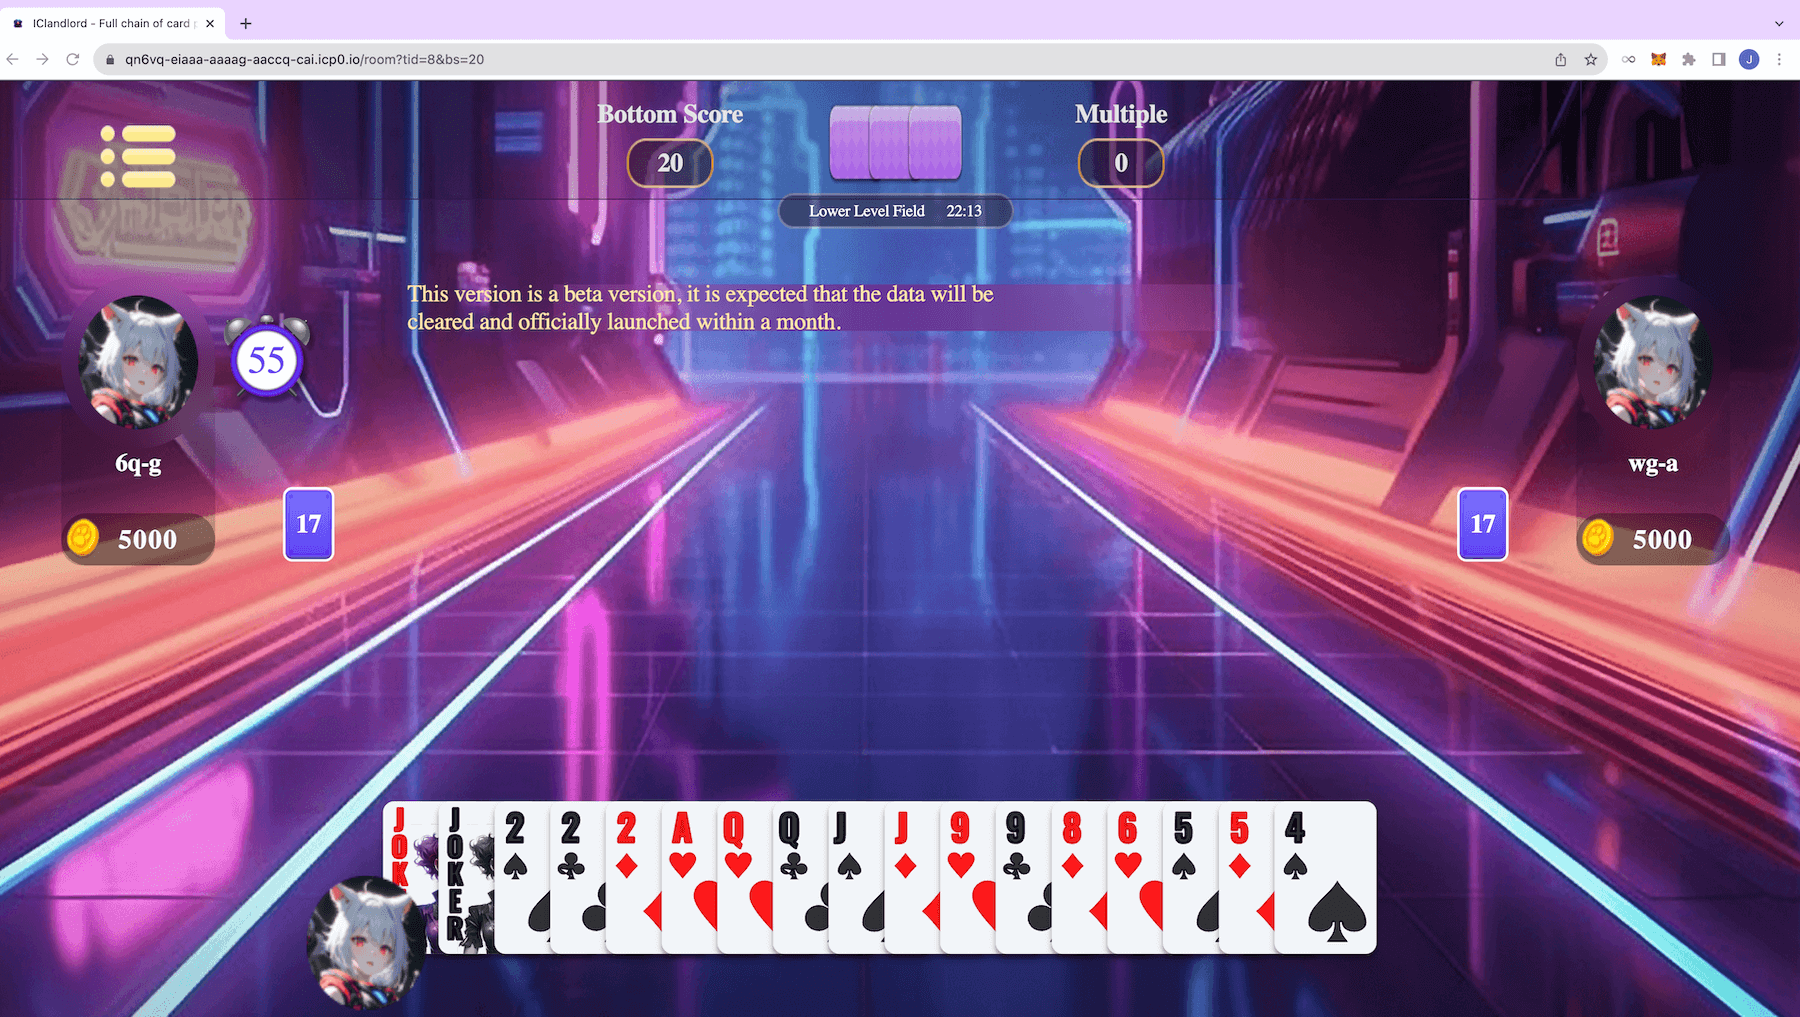 IClandlord - Full chain of card
qn6vq-eiaaa-aaaag-aaccq-cai.icp0.io/room?tid=8&bs=20
J
Bottom Score
Multiple
20
0
Lower Level Field 22:13
This version is a beta version, it is expected that the data will be
cleared and officially launched within a month.
55
6q-g
wg-a
17
17
5000
5000
JOK JOKER 2 2 2 A Q Q J J 9 9 8 6 5 5 4